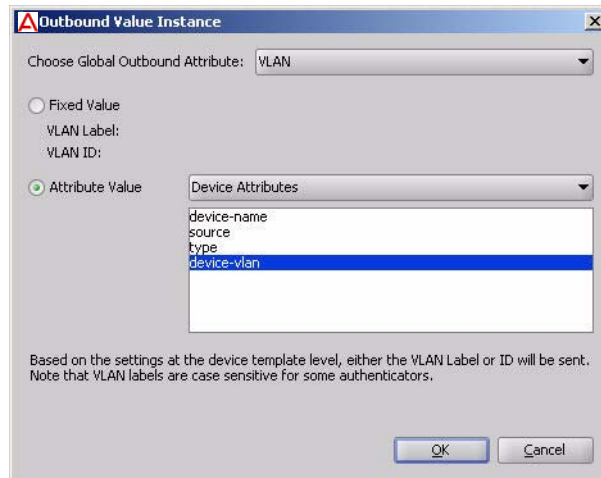 Outbound Value Instance
Choose Global Outbound Attribute: VLAN
Fixed Value
VLAN Label:
VLAN ID:
Attribute Value Device Attributes
device-name
source
type
device-vlan
Based on the settings at the device template level, either the VLAN Label or ID will be sent.
Note that VLAN labels are case sensitive for some authenticators.
OK Cancel